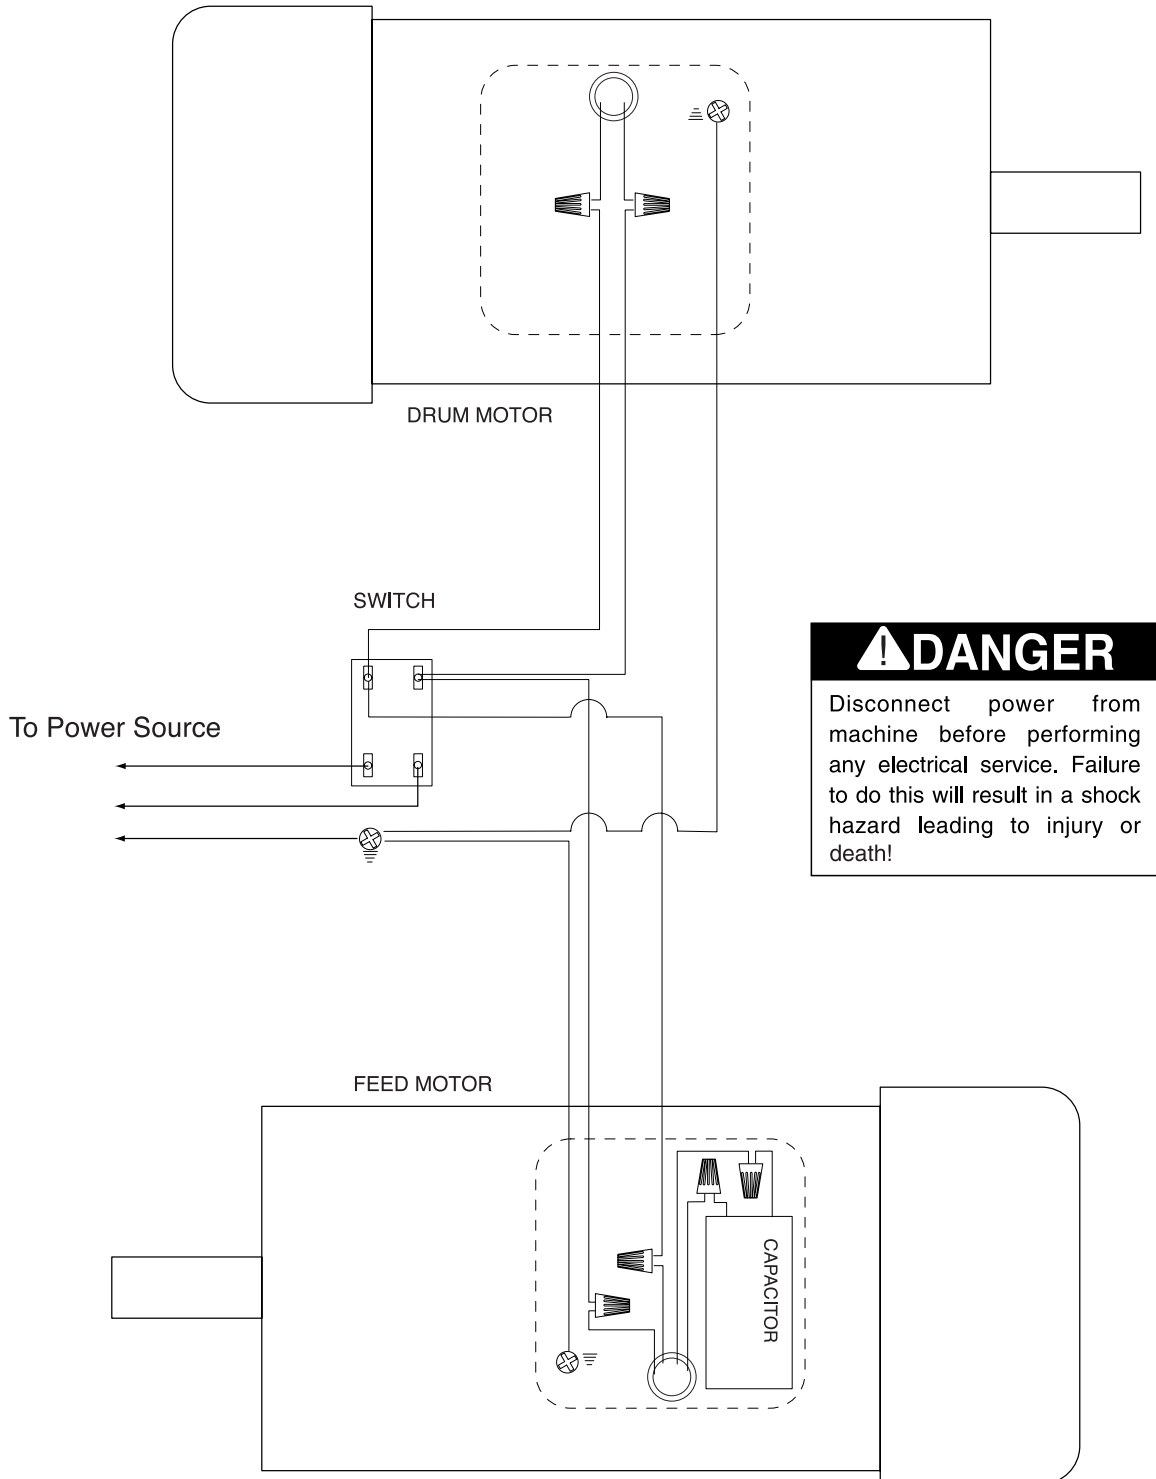 DRUM MOTOR
SWITCH
To Power Source
DANGER
Disconnect power from
machine before performing
any electrical service. Failure
to do this will result in a shock
hazard leading to injury or
death!
FEED MOTOR
CAPACITOR